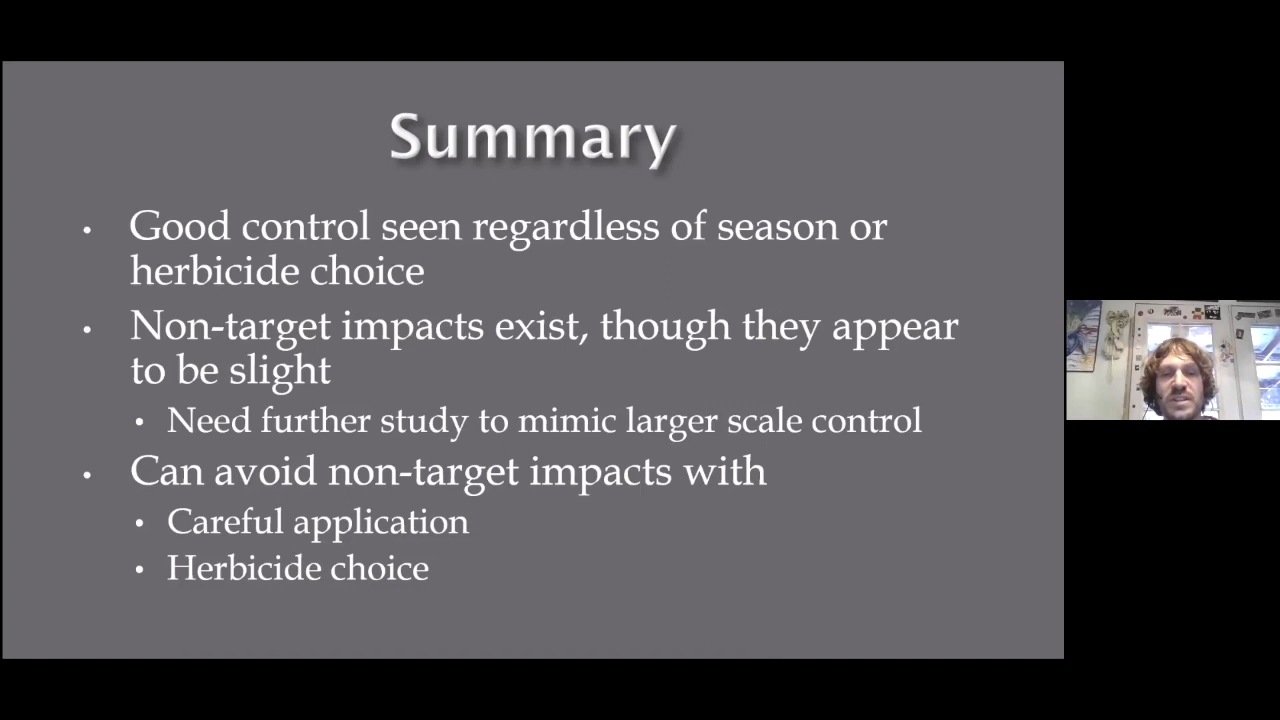 Summary
• Good control seen regardless of season or
herbicide choice
• Non-target impacts exist, though they appear
to be slight
• Need further study to mimic larger scale control
• Can avoid non-target impacts with
• Careful application
• Herbicide choice